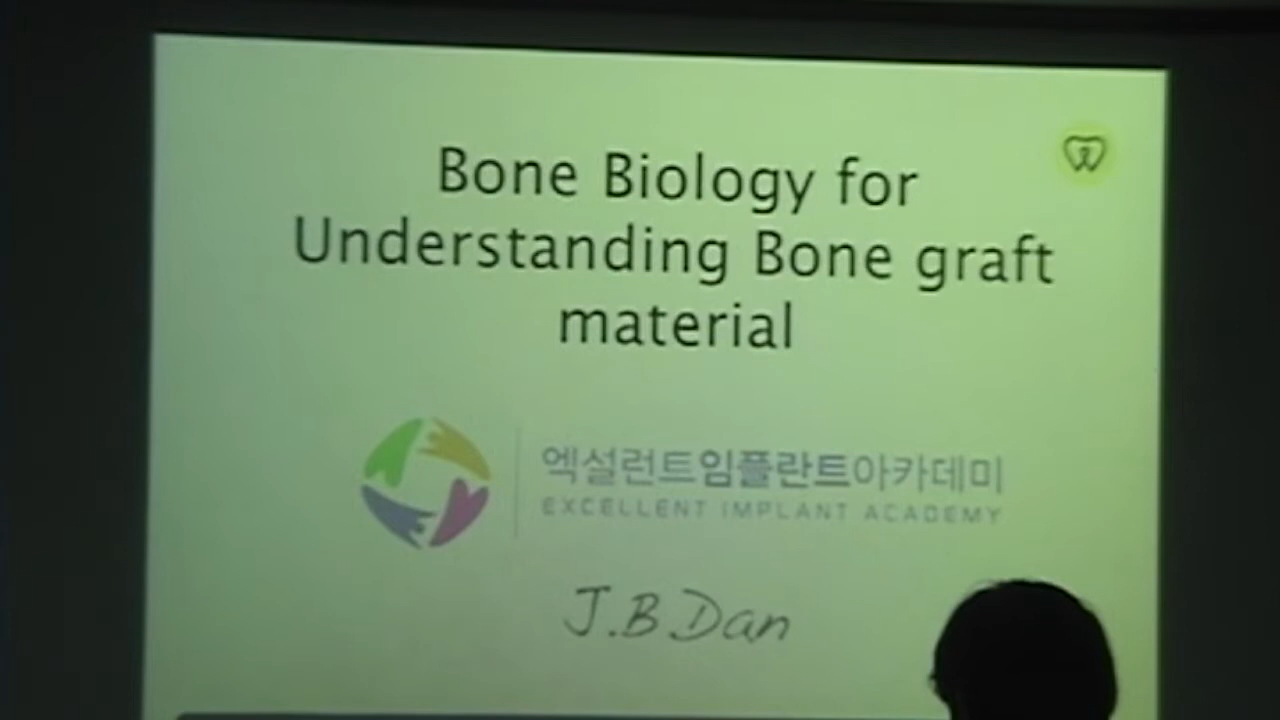 Bone Biology for
Understanding Bone graft
material
엑설런트임플란트아카데미
EXCELLENT IMPLANT ACADEMY
J.B.Dan